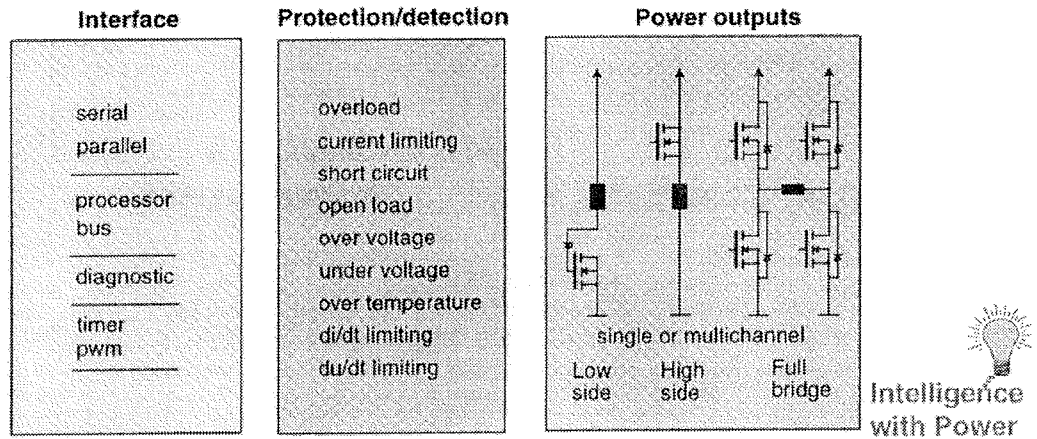 Interface
serial
parallel
processor
bus
diagnostic
timer
pwm
Protection/detection
overload
current limiting
short circuit
open load
over voltage
under voltage
over temperature
di/dt limiting
du/dt limiting
Power outputs
single or multichannel
Low
side
High
side
Full
bridge
Intelligence
with Power